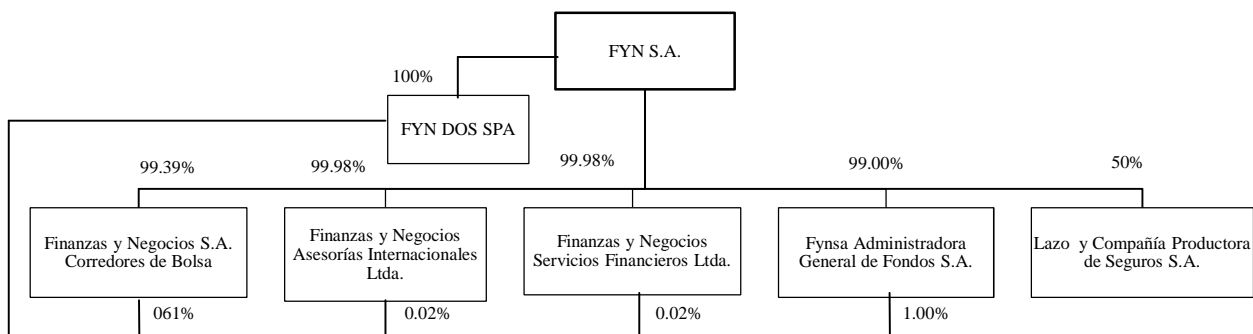 FYN S.A.
100%
FYN DOS SPA
99.39%
99.98%
99.98%
99.00%
50%
Finanzas y Negocios S.A.
Corredores de Bolsa
Finanzas y Negocios
Asesorías Internacionales
Ltda.
Finanzas y Negocios
Servicios Financieros Ltda.
Fynsa Administradora
General de Fondos S.A.
Lazo y Compañía Productora
de Seguros S.A.
061%
0.02%
0.02%
1.00%